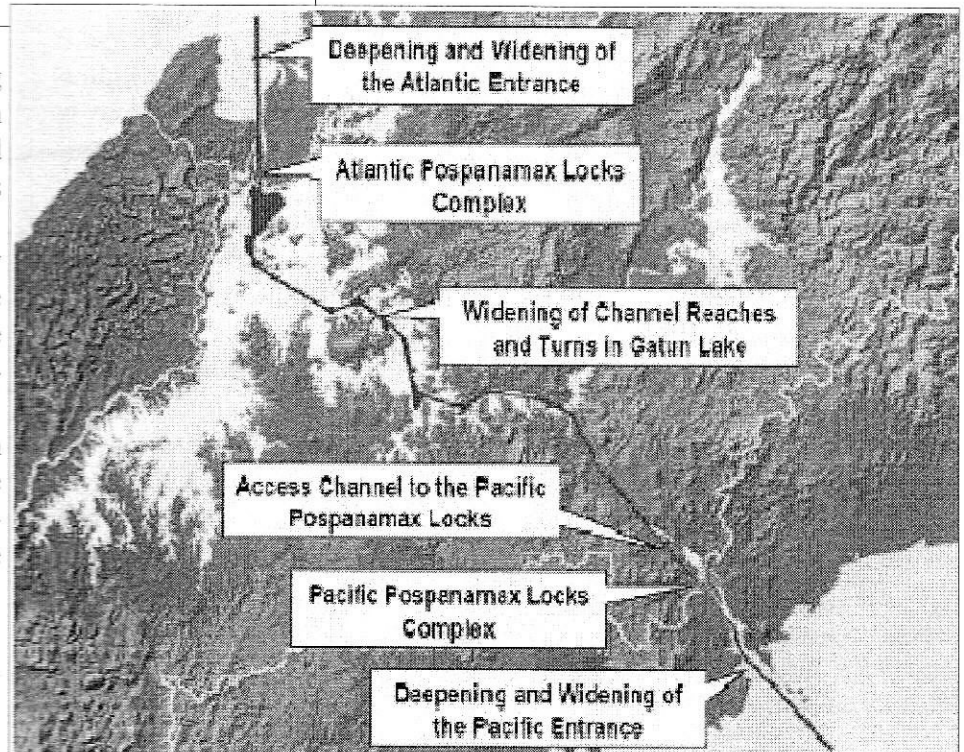 Deepening and Widening of
the Atlantic Entrance
Atlantic Pospanamax Locks
Complex
Widening of Channel Reaches
and Turns in Gatun Lake
Access Channel to the Pacific
Pospanamax Locks
Pacific Pospanamax Locks
Complex
Deepening and Widening of
the Pacific Entrance